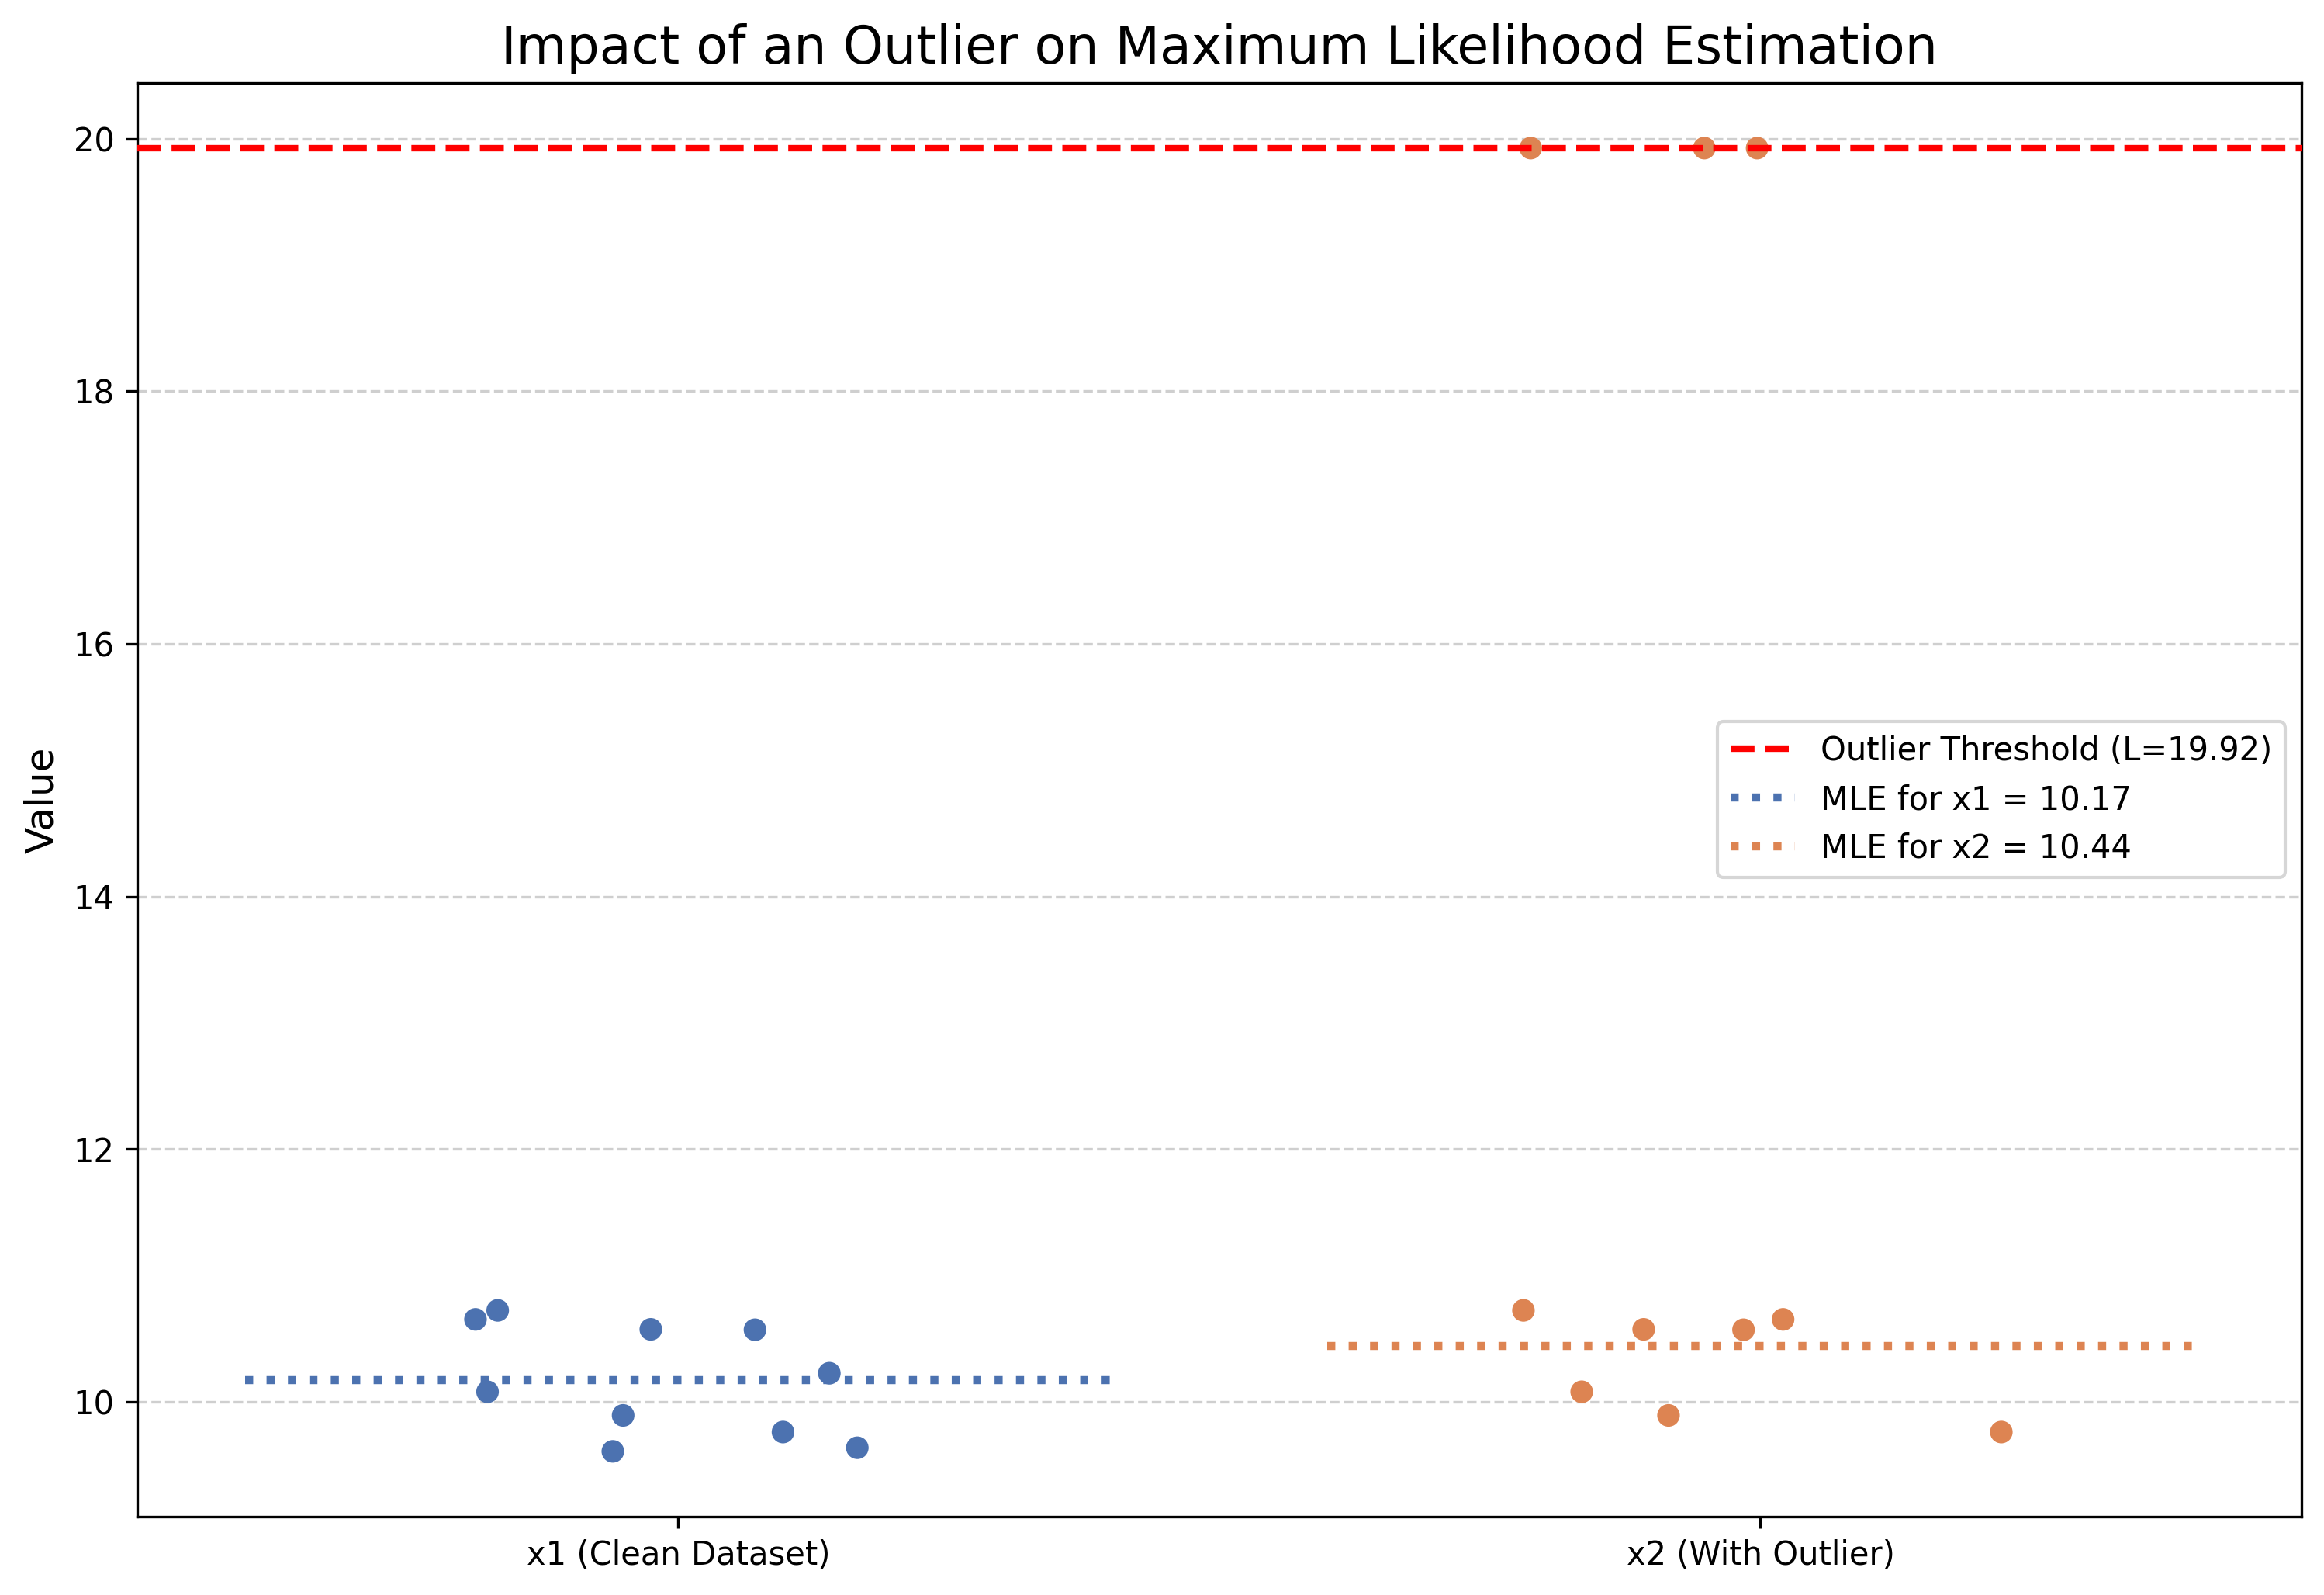 Impact of an Outlier on Maximum Likelihood Estimation
20
18
16
14
12
10
Value
Outlier Threshold (L=19.92)
MLE for x1 = 10.17
MLE for x2 = 10.44
x1 (Clean Dataset)
x2 (With Outlier)